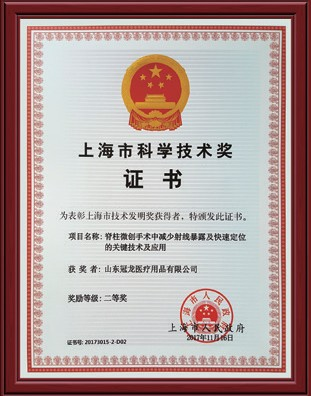 上海市科学技术奖
证书
为表彰上海市技术发明奖获得者，特颁发此证书。
项目名称：脊柱微创手术中减少射线暴露及快速定位
的关键技术及应用
获奖者：山东冠龙医疗用品有限公司
奖励等级：二等奖
上海市人民政府
2017年11月16日
证书号：20173015-2-D02